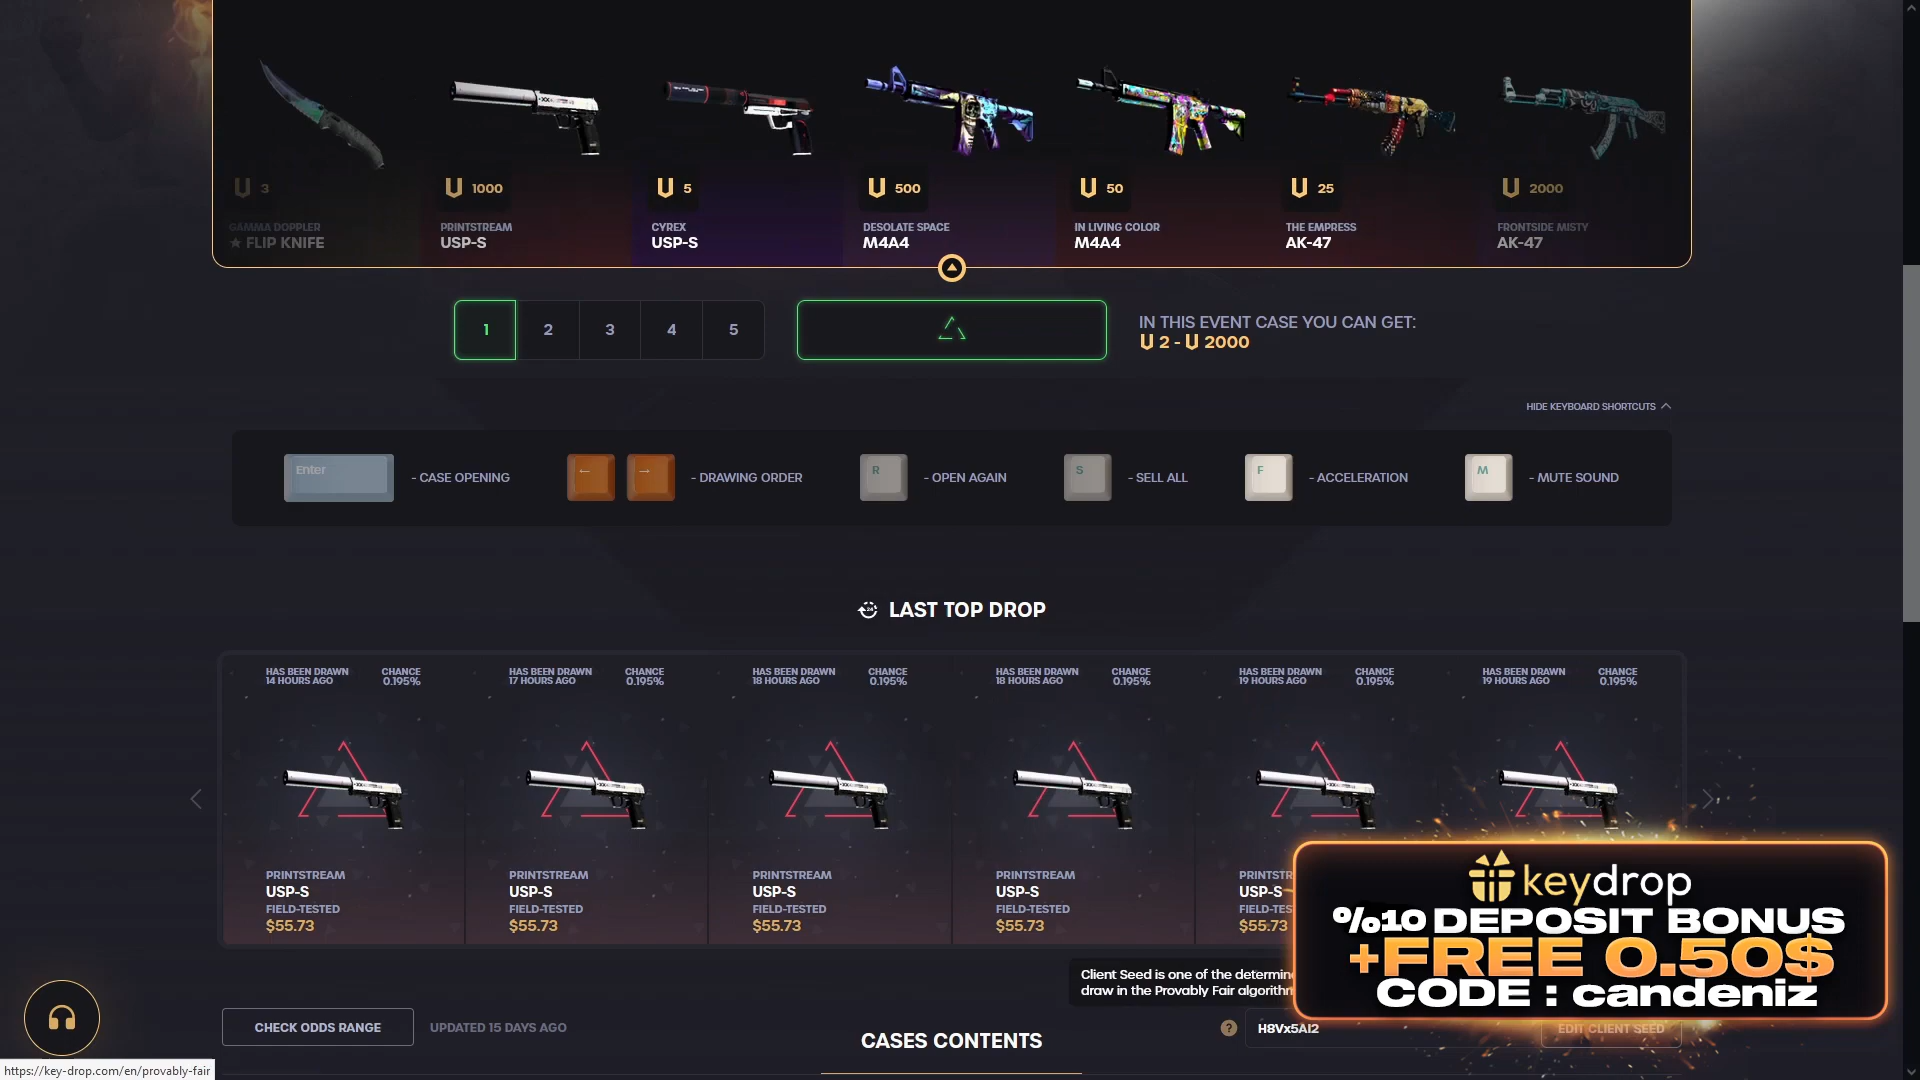 3
GAMMA DOPPLER
★ FLIP KNIFE
1000
PRINTSTREAM
USP-S
5
CYREX
USP-S
500
DESOLATE SPACE
M4A4
50
IN LIVING COLOR
M4A4
25
THE EMPRESS
AK-47
2000
FRONTSIDE MISTY
AK-47
1 2 3 4 5
IN THIS EVENT CASE YOU CAN GET:
2 - 2000
HIDE KEYBOARD SHORTCUTS
Enter - CASE OPENING
← → - DRAWING ORDER
R - OPEN AGAIN
S - SELL ALL
F - ACCELERATION
M - MUTE SOUND
LAST TOP DROP
HAS BEEN DRAWN CHANCE
14 HOURS AGO 0.195%
PRINTSTREAM
USP-S
FIELD-TESTED
$55.73
HAS BEEN DRAWN CHANCE
17 HOURS AGO 0.195%
PRINTSTREAM
USP-S
FIELD-TESTED
$55.73
HAS BEEN DRAWN CHANCE
18 HOURS AGO 0.195%
PRINTSTREAM
USP-S
FIELD-TESTED
$55.73
HAS BEEN DRAWN CHANCE
18 HOURS AGO 0.195%
PRINTSTREAM
USP-S
FIELD-TESTED
$55.73
HAS BEEN DRAWN CHANCE
19 HOURS AGO 0.195%
PRINTSTR
USP-S
FIELD-TES
$55.73
HAS BEEN DRAWN CHANCE
19 HOURS AGO 0.195%
keydrop
%10 DEPOSIT BONUS
+FREE 0.50$
CODE : candeniz
Client Seed is one of the determin
draw in the Provably Fair algorithm
CHECK ODDS RANGE
UPDATED 15 DAYS AGO
CASES CONTENTS
?
H8Vx5AI2
EDIT CLIENT SEED
https://key-drop.com/en/provably-fair